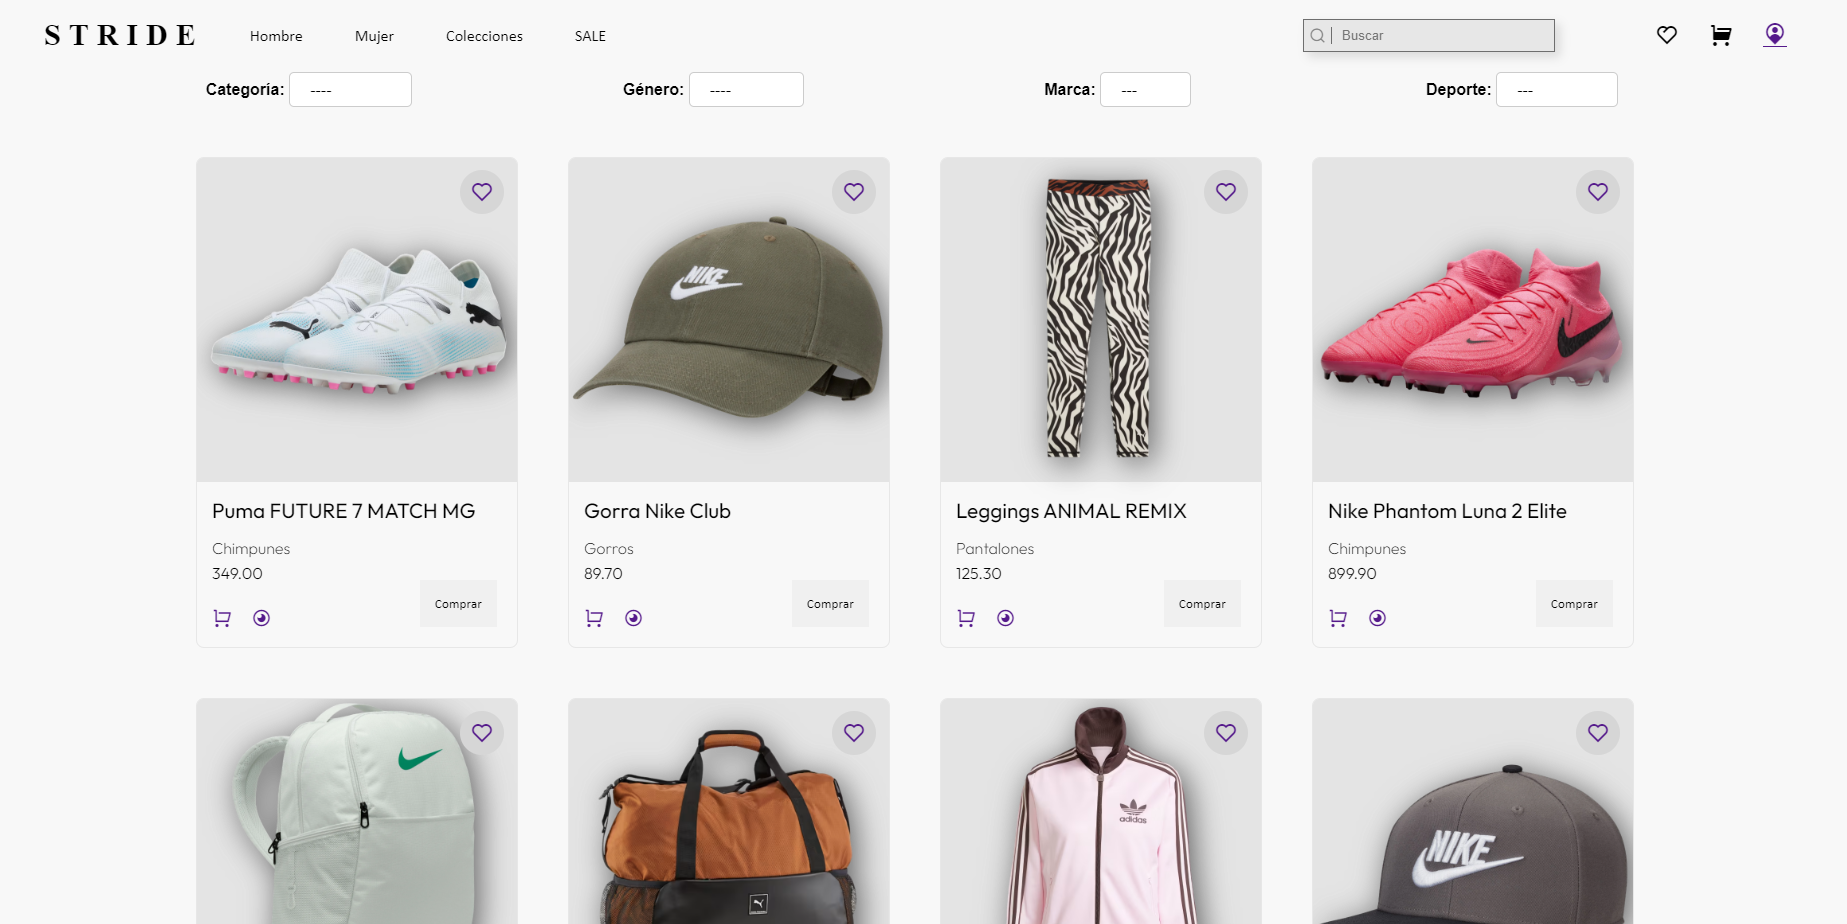 STRIDE Hombre Mujer Colecciones SALE Buscar
Categoría: ---- Género: ---- Marca: --- Deporte: ---
NIKE
Puma FUTURE 7 MATCH MG
Chimpunes
349.00
Comprar
Gorra Nike Club
Gorros
89.70
Comprar
Leggings ANIMAL REMIX
Pantalones
125.30
Comprar
Nike Phantom Luna 2 Elite
Chimpunes
899.90
Comprar
adidas
NIKE